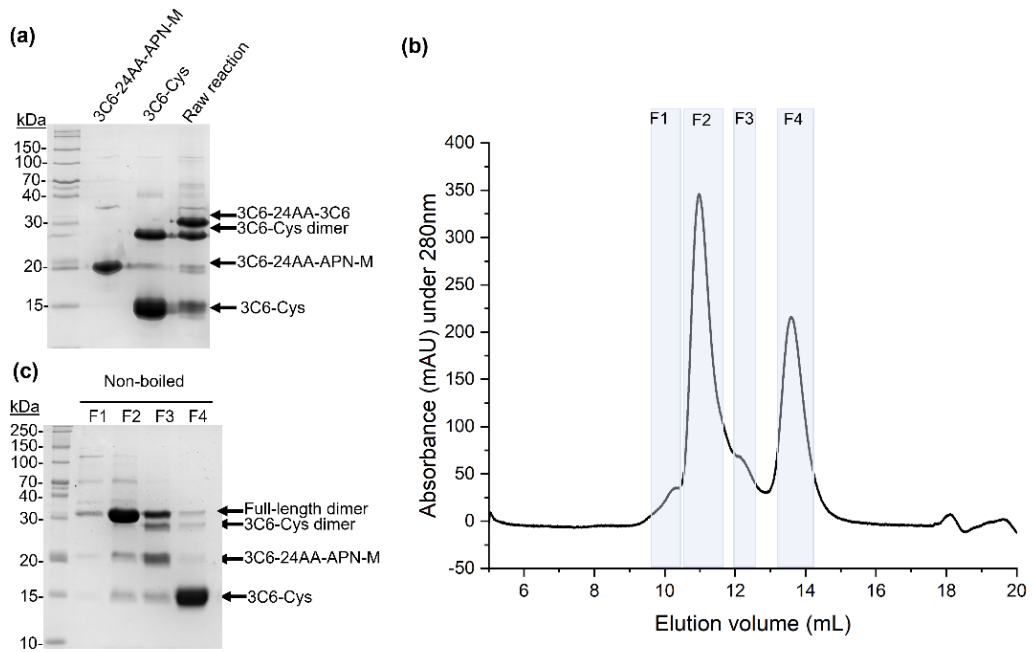 (a)
3C6-24AA-APN-M
3C6-Cys
Raw reaction
kDa
150-
100-
70-
40-
30-
20-
15-
3C6-24AA-3C6
3C6-Cys dimer
3C6-24AA-APN-M
3C6-Cys
(b)
F1
F2
F3
F4
Absorbance (mAU) under 280nm
400
350
300
250
200
150
100
50
0
-50
6
8
10
12
14
16
18
20
Elution volume (mL)
(c)
Non-boiled
kDa
F1 F2 F3 F4
250-
150-
100-
70-
40-
30-
20-
15-
10-
Full-length dimer
3C6-Cys dimer
3C6-24AA-APN-M
3C6-Cys